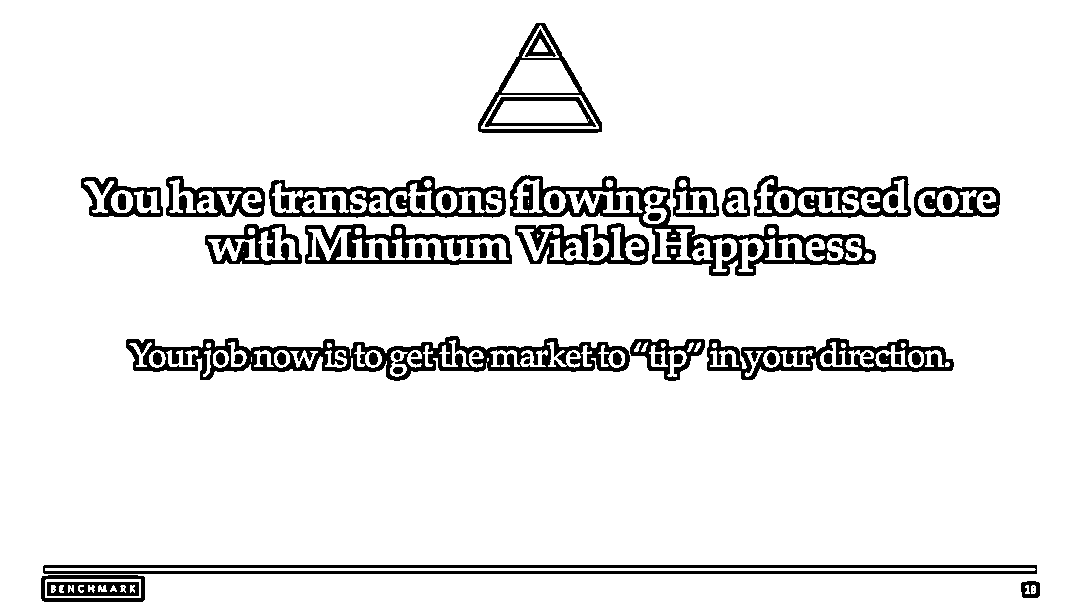 You have transactions flowing in a focused core
with Minimum Viable Happiness.
Your job now is to get the market to “tip” in your direction.
BENCHMARK
18